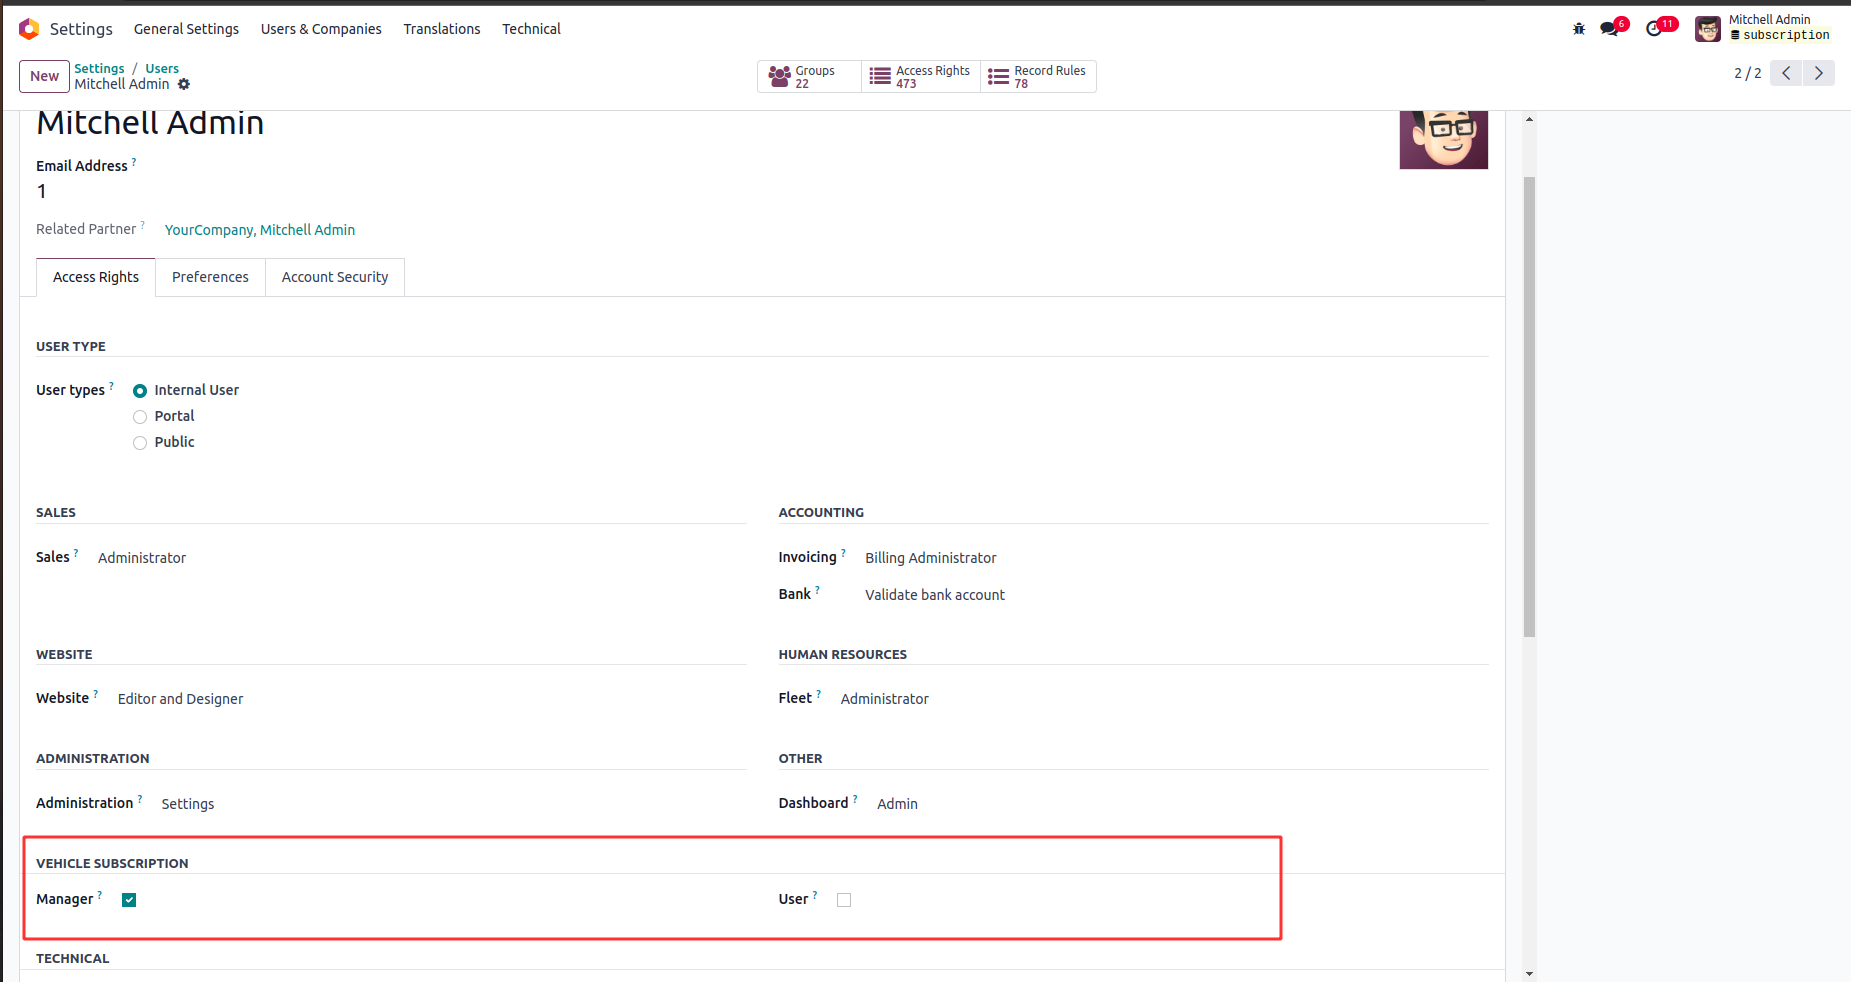 Settings General Settings Users & Companies Translations Technical 6 11 Mitchell Admin
subscription
New Settings / Users
Mitchell Admin
Groups 22
Access Rights 473
Record Rules 78
2 / 2
Mitchell Admin
Email Address ?
1
Related Partner ? YourCompany, Mitchell Admin
Access Rights Preferences Account Security
USER TYPE
User types ? Internal User
Portal
Public
SALES ACCOUNTING
Sales ? Administrator Invoicing ? Billing Administrator
Bank ? Validate bank account
WEBSITE HUMAN RESOURCES
Website ? Editor and Designer Fleet ? Administrator
ADMINISTRATION OTHER
Administration ? Settings Dashboard ? Admin
VEHICLE SUBSCRIPTION
Manager ? User ?
TECHNICAL